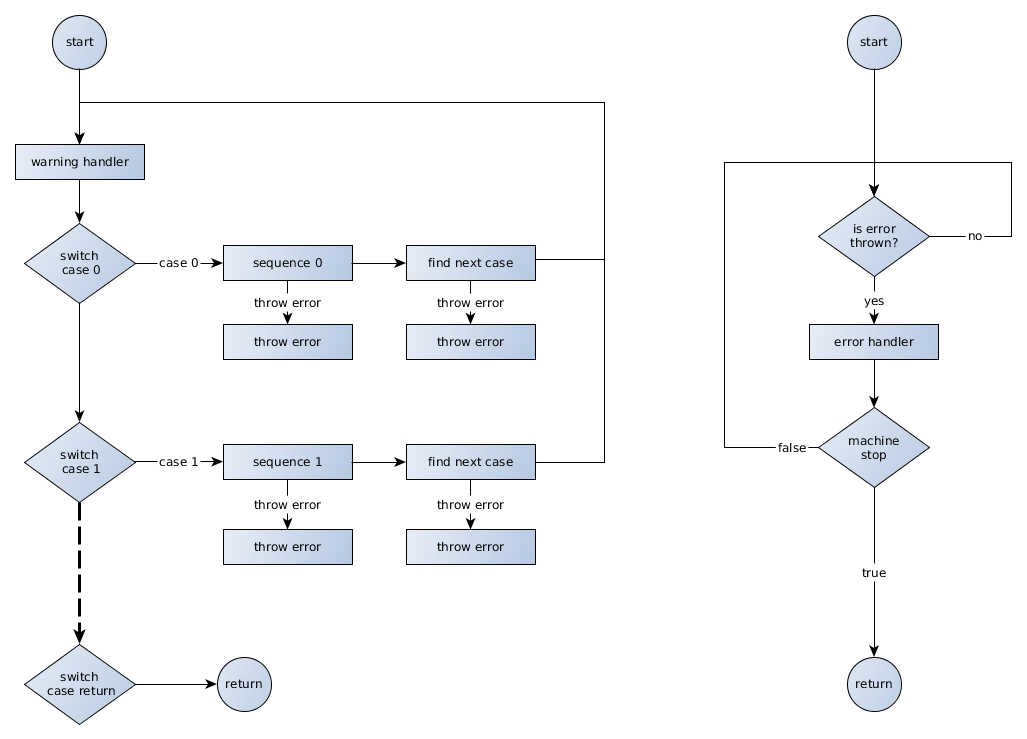 start
start
warning handler
is error
thrown?
no
switch
case 0
case 0
sequence 0
find next case
throw error
throw error
yes
throw error
throw error
error handler
switch
case 1
case 1
sequence 1
find next case
false
machine
stop
throw error
throw error
throw error
throw error
true
switch
case return
return
return